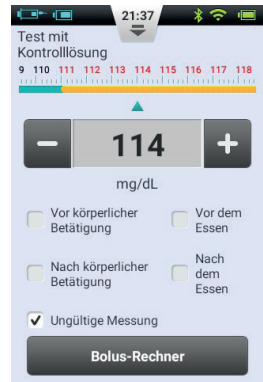 21:37
Test mit
Kontrolllösung
9 110 111 112 113 114 115 116 117 118
114
mg/dL
Vor körperlicher
Betätigung
Vor dem
Essen
Nach körperlicher
Betätigung
Nach
dem
Essen
Ungültige Messung
Bolus-Rechner